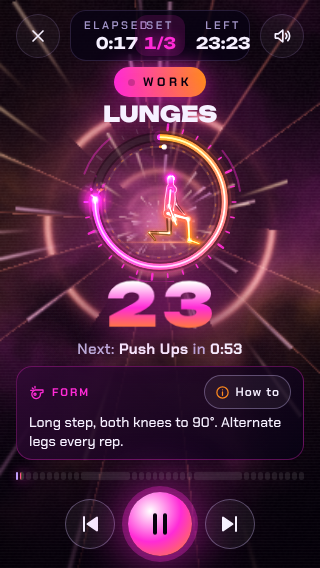 ELAPSED SET LEFT
0:17 1/3 23:23
WORK
LUNGES
23
Next: Push Ups in 0:53
FORM
How to
Long step, both knees to 90°. Alternate
legs every rep.